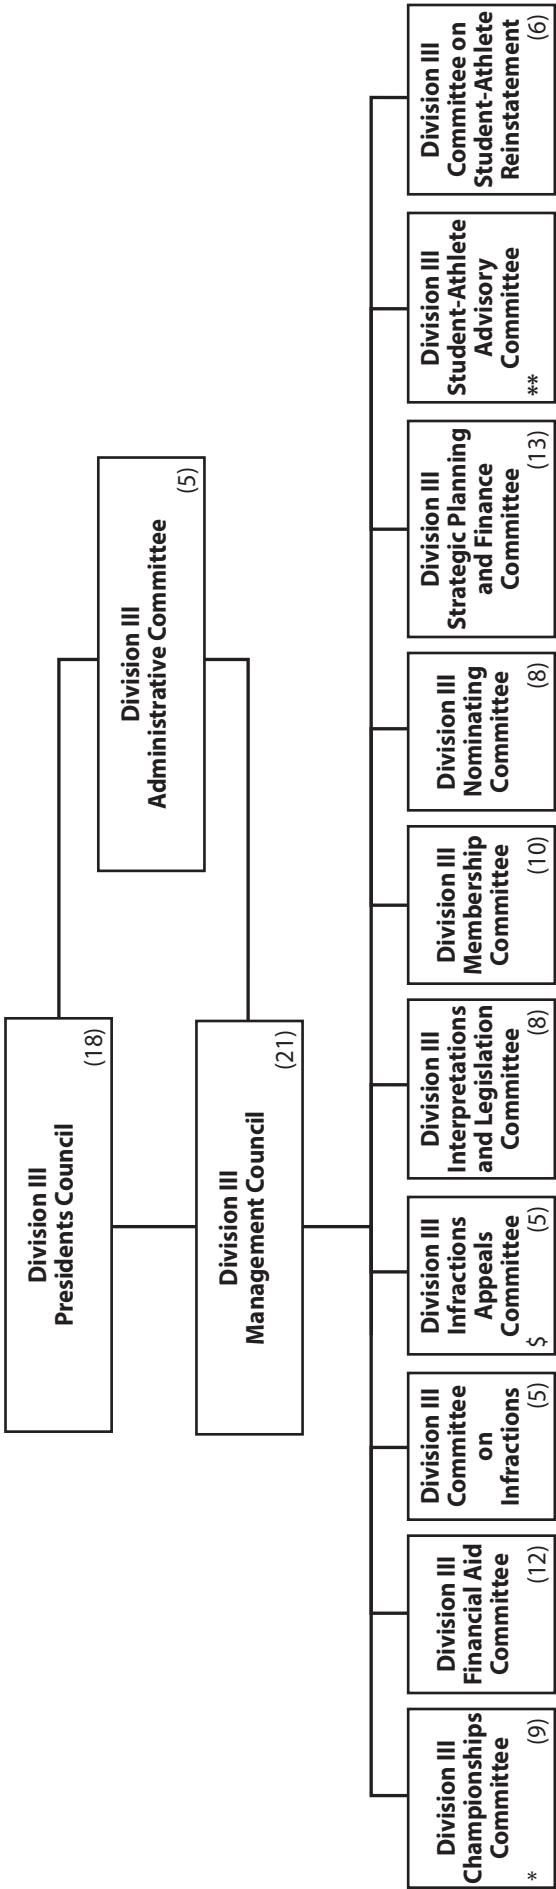 Division III
Presidents Council
(18)
Division III
Administrative Committee
(5)
Division III
Management Council
(21)
Division III
Championships
Committee
*
(9)
Division III
Financial Aid
Committee
(12)
Division III
Committee
on
Infractions
(5)
Division III
Infractions
Appeals
Committee
$
(5)
Division III
Interpretations
and Legislation
Committee
(8)
Division III
Membership
Committee
(10)
Division III
Nominating
Committee
(8)
Division III
Strategic Planning
and Finance
Committee
(13)
Division III
Student-Athlete
Advisory
Committee
**
Division III
Committee on
Student-Athlete
Reinstatement
(6)